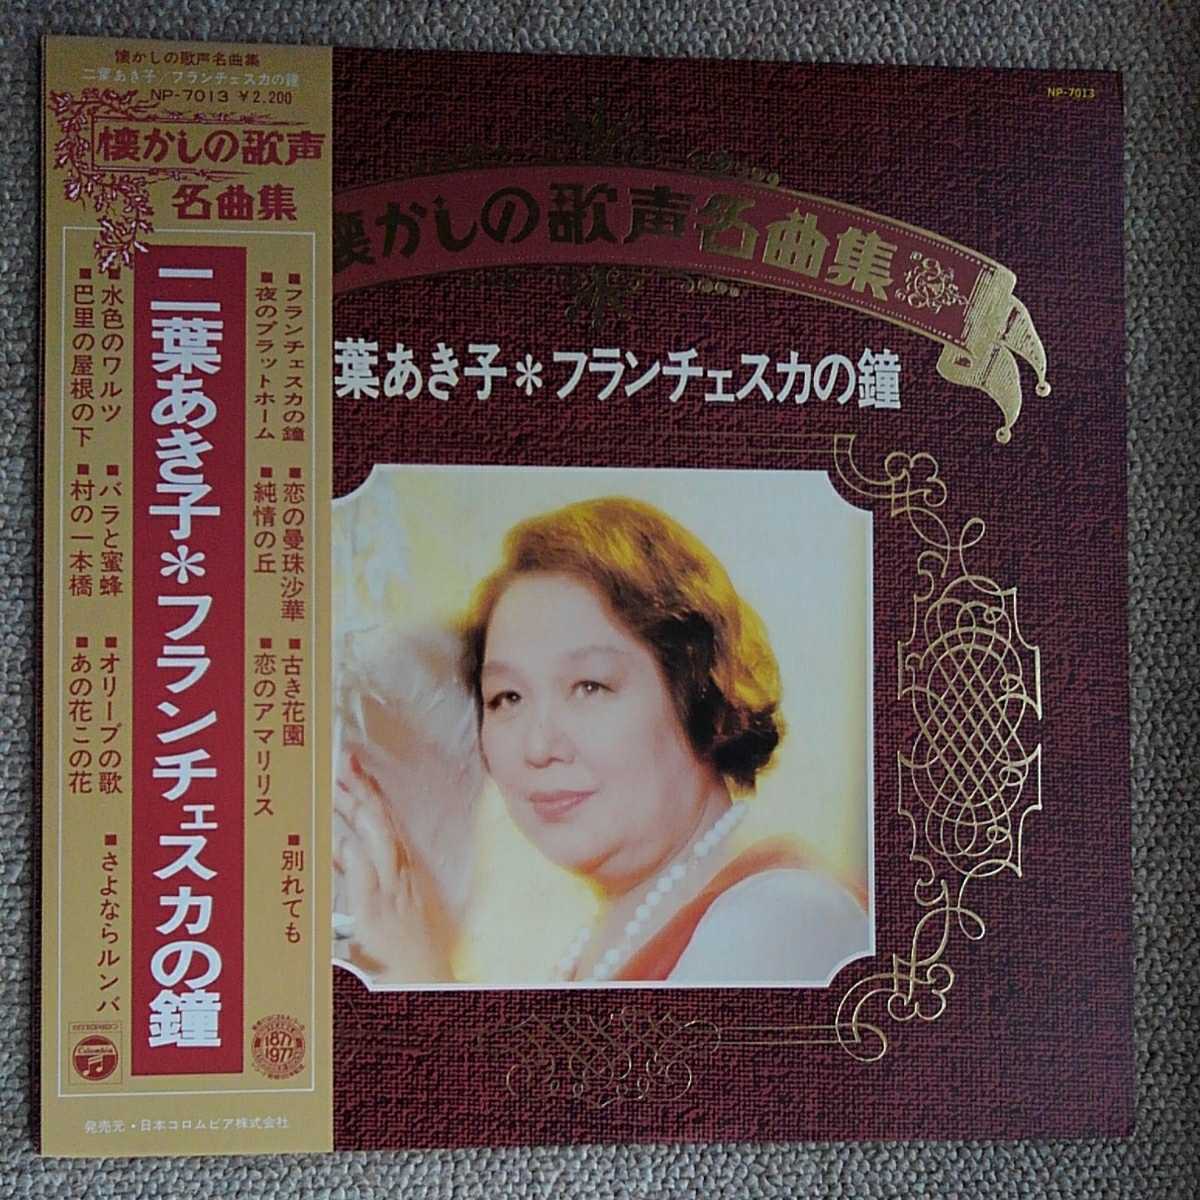 懐かしの歌声名曲集
二葉あき子/フランチェスカの鐘
NP-7013 ¥2,200
懐かしの歌声
名曲集
■フランチェスカの鐘
■恋の曼珠沙華
■古き花園
■別れても
■夜のプラットホーム
■純情の丘
■恋のアマリリス
二葉あき子*フランチェスカの鐘
■水色のワルツ
■バラと蜜蜂
■オリーブの歌
■さよならルンバ
■巴里の屋根の下
■村の一本橋
■あの花この花
STEREO
Columbia
1877
1977
発売元・日本コロムビア株式会社
NP-7013
懐かしの歌声名曲集
葉あき子*フランチェスカの鐘